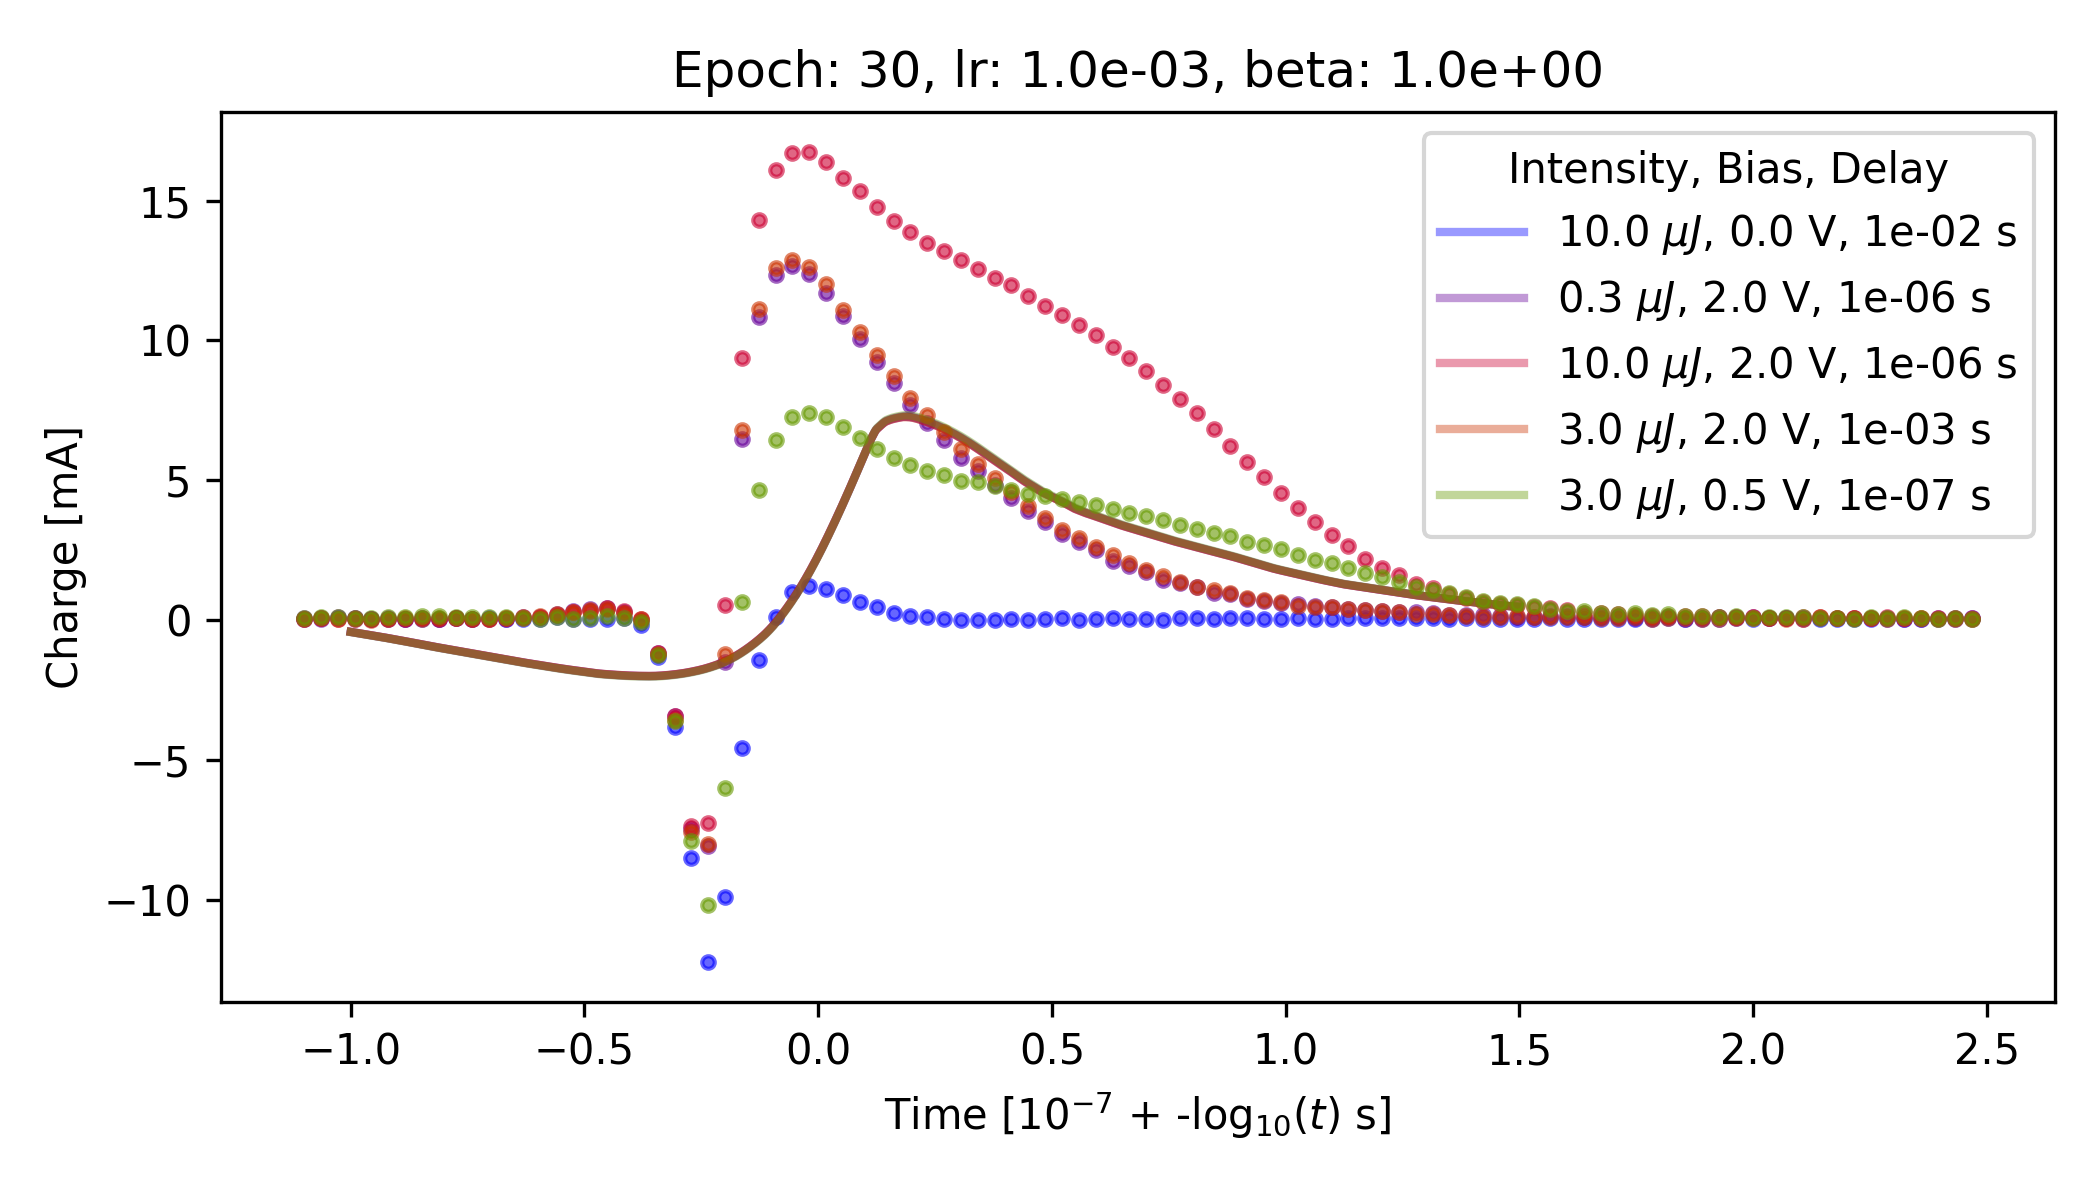 Epoch: 30, lr: 1.0e-03, beta: 1.0e+00
Charge [mA]
15
10
5
0
−5
−10
Intensity, Bias, Delay
10.0 μJ, 0.0 V, 1e-02 s
0.3 μJ, 2.0 V, 1e-06 s
10.0 μJ, 2.0 V, 1e-06 s
3.0 μJ, 2.0 V, 1e-03 s
3.0 μJ, 0.5 V, 1e-07 s
−1.0 −0.5 0.0 0.5 1.0 1.5 2.0 2.5
Time [10⁻⁷ + -log₁₀(t) s]